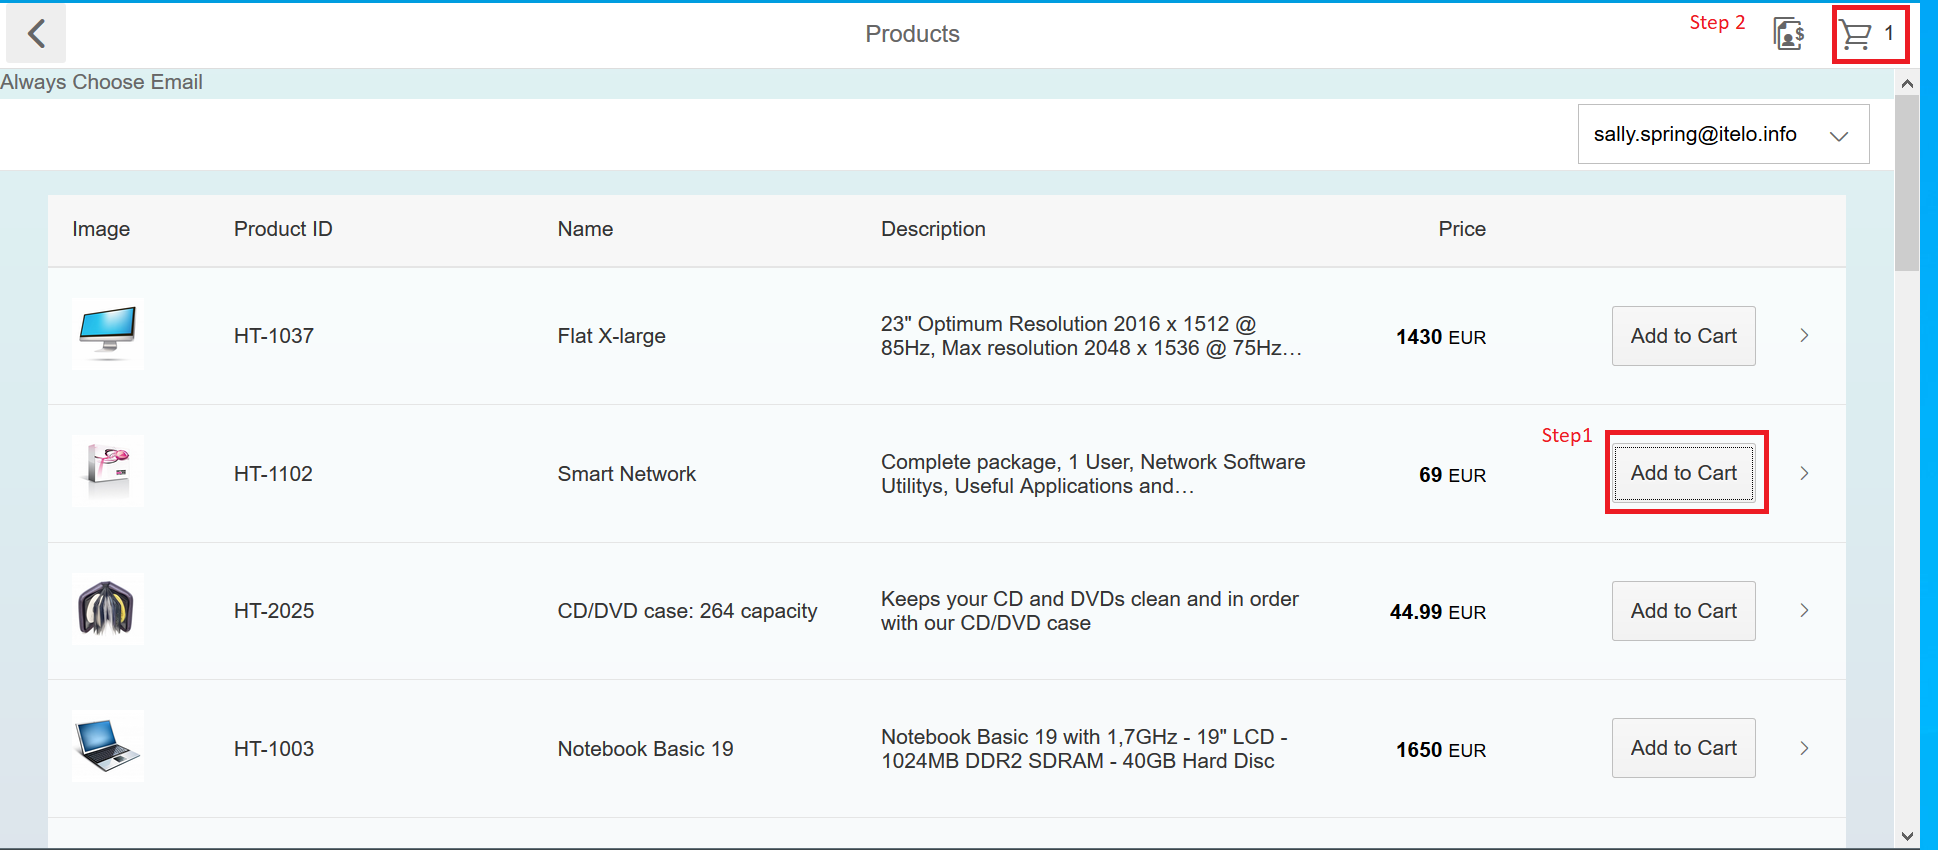 Products
Step 2
1
Always Choose Email
sally.spring@itelo.info
Image Product ID Name Description Price
HT-1037 Flat X-large 23" Optimum Resolution 2016 x 1512 @
85Hz, Max resolution 2048 x 1536 @ 75Hz… 1430 EUR Add to Cart
Step1
HT-1102 Smart Network Complete package, 1 User, Network Software
Utilitys, Useful Applications and… 69 EUR Add to Cart
HT-2025 CD/DVD case: 264 capacity Keeps your CD and DVDs clean and in order
with our CD/DVD case 44.99 EUR Add to Cart
HT-1003 Notebook Basic 19 Notebook Basic 19 with 1,7GHz - 19" LCD -
1024MB DDR2 SDRAM - 40GB Hard Disc 1650 EUR Add to Cart